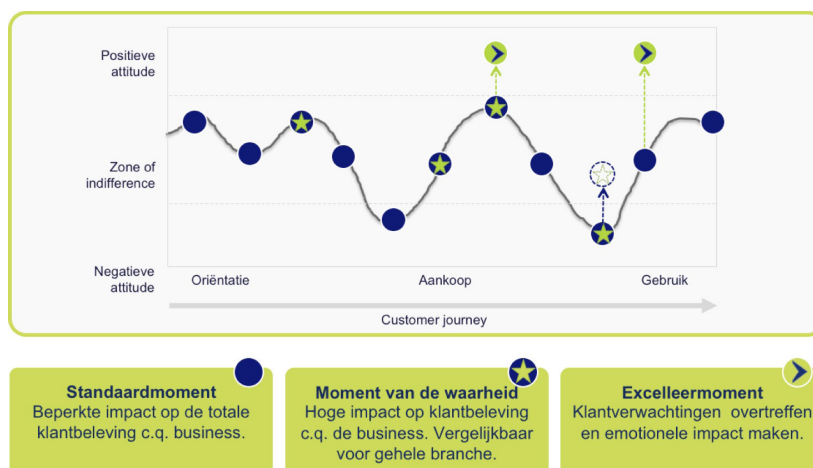 Positieve
attitude
Zone of
indifference
Negatieve
attitude
Oriëntatie
Aankoop
Gebruik
Customer journey
Standaardmoment
Beperkte impact op de totale
klantbeleving c.q. business.
Moment van de waarheid
Hoge impact op klantbeleving
c.q. de business. Vergelijkbaar
voor gehele branche.
Excelleermoment
Klantverwachtingen overtreffen
en emotionele impact maken.